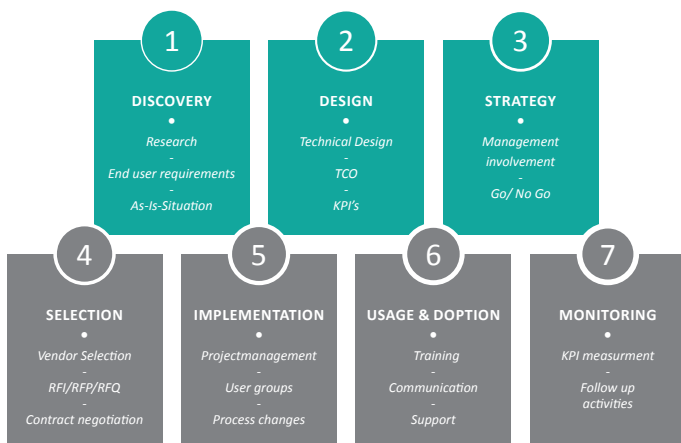 1
DISCOVERY
•
Research
-
End user requirements
-
As-Is-Situation
2
DESIGN
•
Technical Design
-
TCO
-
KPI's
3
STRATEGY
•
Management
involvement
-
Go/ No Go
4
SELECTION
•
Vendor Selection
-
RFI/RFP/RFQ
-
Contract negotiation
5
IMPLEMENTATION
•
Projectmanagement
-
User groups
-
Process changes
6
USAGE & DOPTION
•
Training
-
Communication
-
Support
7
MONITORING
•
KPI measurment
-
Follow up
activities